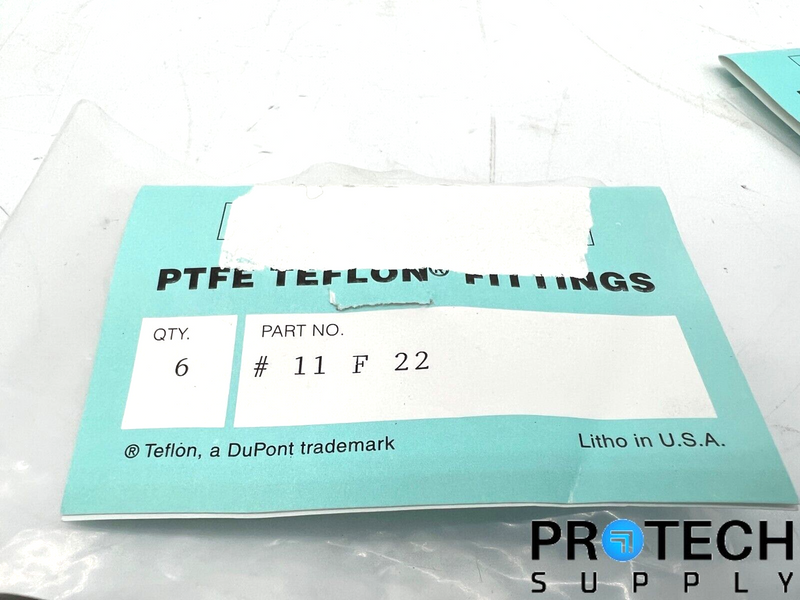 PTFE TEFLON® FITTINGS
QTY.
6
PART NO.
# 11 F 22
® Teflon, a DuPont trademark
Litho in U.S.A.
PROTECH
SUPPLY